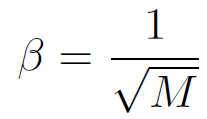 β = 1/√M